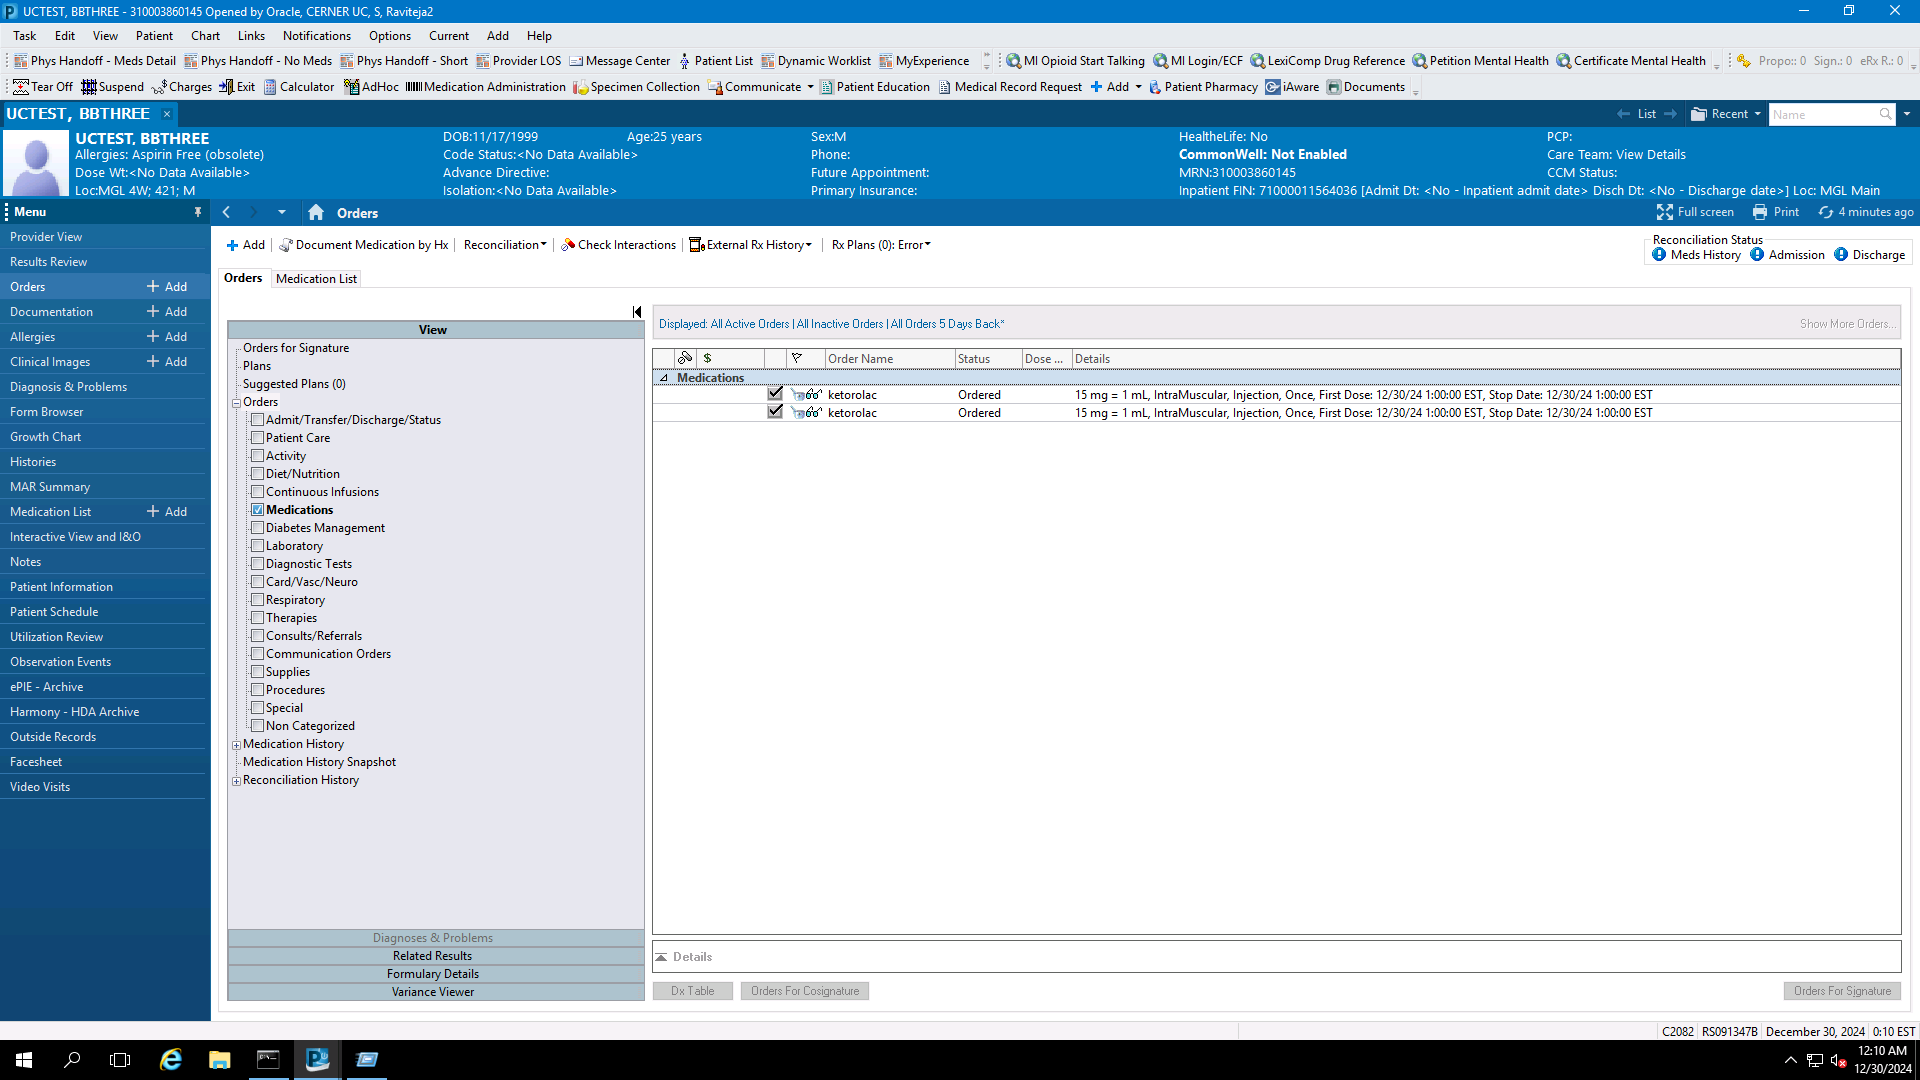 UCTEST, BBTHREE - 310003860145 Opened by Oracle, CERNER UC, S, Raviteja2
Task Edit View Patient Chart Links Notifications Options Current Add Help
Phys Handoff - Meds Detail Phys Handoff - No Meds Phys Handoff - Short Provider LOS Message Center Patient List Dynamic Worklist MyExperience MI Opioid Start Talking MI Login/ECF LexiComp Drug Reference Petition Mental Health Certificate Mental Health Propo:: 0 Sign.: 0 eRx R.: 0
Tear Off Suspend Charges Exit Calculator AdHoc Medication Administration Specimen Collection Communicate Patient Education Medical Record Request Add Patient Pharmacy iAware Documents
UCTEST, BBTHREE × List Recent Name
UCTEST, BBTHREE DOB:11/17/1999 Age:25 years Sex:M HealtheLife: No PCP:
Allergies: Aspirin Free (obsolete) Code Status:<No Data Available> Phone: CommonWell: Not Enabled Care Team: View Details
Dose Wt:<No Data Available> Advance Directive: Future Appointment: MRN:310003860145 CCM Status:
Loc:MGL 4W; 421; M Isolation:<No Data Available> Primary Insurance: Inpatient FIN: 71000011564036 [Admit Dt: <No - Inpatient admit date> Disch Dt: <No - Discharge date>] Loc: MGL Main
Menu Orders Full screen Print 4 minutes ago
Provider View
Results Review
Orders Add
Documentation Add
Allergies Add
Clinical Images Add
Diagnosis & Problems
Form Browser
Growth Chart
Histories
MAR Summary
Medication List Add
Interactive View and I&O
Notes
Patient Information
Patient Schedule
Utilization Review
Observation Events
ePIE - Archive
Harmony - HDA Archive
Outside Records
Facesheet
Video Visits
Add Document Medication by Hx Reconciliation Check Interactions External Rx History Rx Plans (0): Error
Reconciliation Status
Meds History Admission Discharge
Orders Medication List
View
Orders for Signature
Plans
Suggested Plans (0)
Orders
Admit/Transfer/Discharge/Status
Patient Care
Activity
Diet/Nutrition
Continuous Infusions
Medications
Diabetes Management
Laboratory
Diagnostic Tests
Card/Vasc/Neuro
Respiratory
Therapies
Consults/Referrals
Communication Orders
Supplies
Procedures
Special
Non Categorized
Medication History
Medication History Snapshot
Reconciliation History
Diagnoses & Problems
Related Results
Formulary Details
Variance Viewer
Displayed: All Active Orders | All Inactive Orders | All Orders 5 Days Back* Show More Orders...
$ Order Name Status Dose ... Details
Medications
ketorolac Ordered 15 mg = 1 mL, IntraMuscular, Injection, Once, First Dose: 12/30/24 1:00:00 EST, Stop Date: 12/30/24 1:00:00 EST
ketorolac Ordered 15 mg = 1 mL, IntraMuscular, Injection, Once, First Dose: 12/30/24 1:00:00 EST, Stop Date: 12/30/24 1:00:00 EST
Details
Dx Table Orders For Cosignature Orders For Signature
C2082 RS091347B December 30, 2024 0:10 EST
12:10 AM
12/30/2024